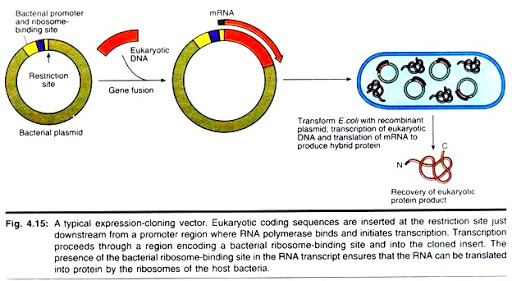 Bacterial promoter
and ribosome-
binding site
Restriction
site
Bacterial plasmid
Eukaryotic
DNA
Gene fusion
mRNA
Transform E.coli with recombinant
plasmid; transcription of eukaryotic
DNA and translation of mRNA to
produce hybrid protein
N
C
Recovery of eukaryotic
protein product
Fig. 4.15: A typical expression-cloning vector. Eukaryotic coding sequences are inserted at the restriction site just
downstream from a promoter region where RNA polymerase binds and initiates transcription. Transcription
proceeds through a region encoding a bacterial ribosome-binding site and into the cloned insert. The
presence of the bacterial ribosome-binding site in the RNA transcript ensures that the RNA can be translated
into protein by the ribosomes of the host bacteria.